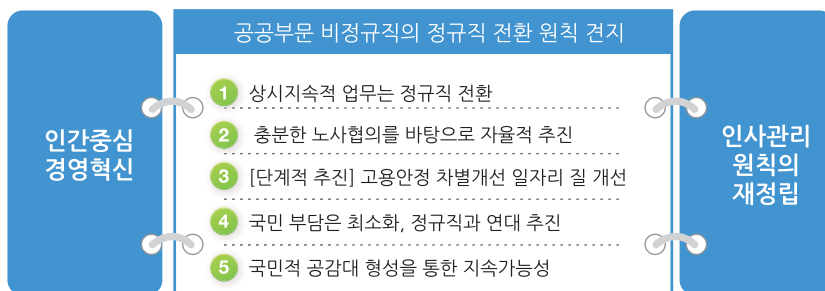 공공부문 비정규직의 정규직 전환 원칙 견지
인간중심
경영혁신
1 상시지속적 업무는 정규직 전환
2 충분한 노사협의를 바탕으로 자율적 추진
3 [단계적 추진] 고용안정 차별개선 일자리 질 개선
4 국민 부담은 최소화, 정규직과 연대 추진
5 국민적 공감대 형성을 통한 지속가능성
인사관리
원칙의
재정립